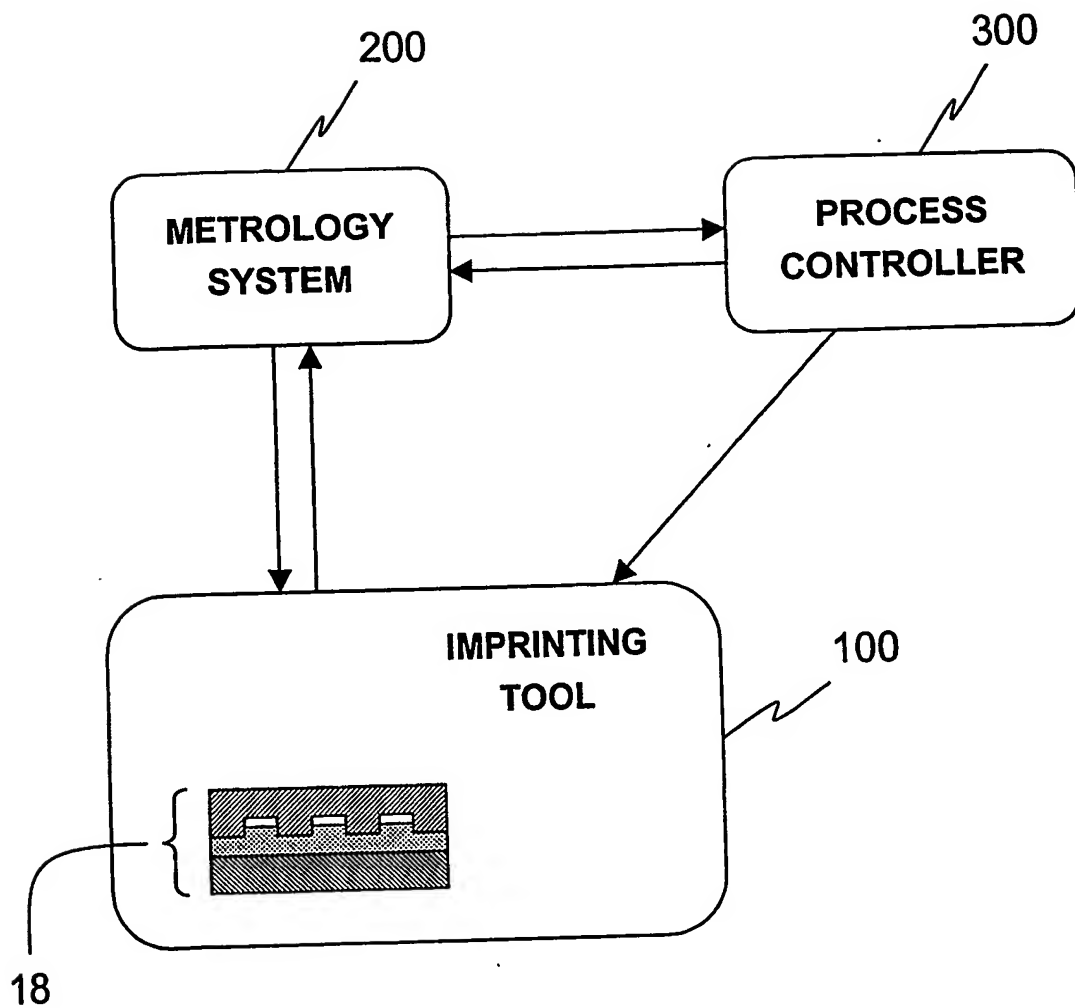 200
300
METROLOGY
SYSTEM
PROCESS
CONTROLLER
IMPRINTING
TOOL
100
18